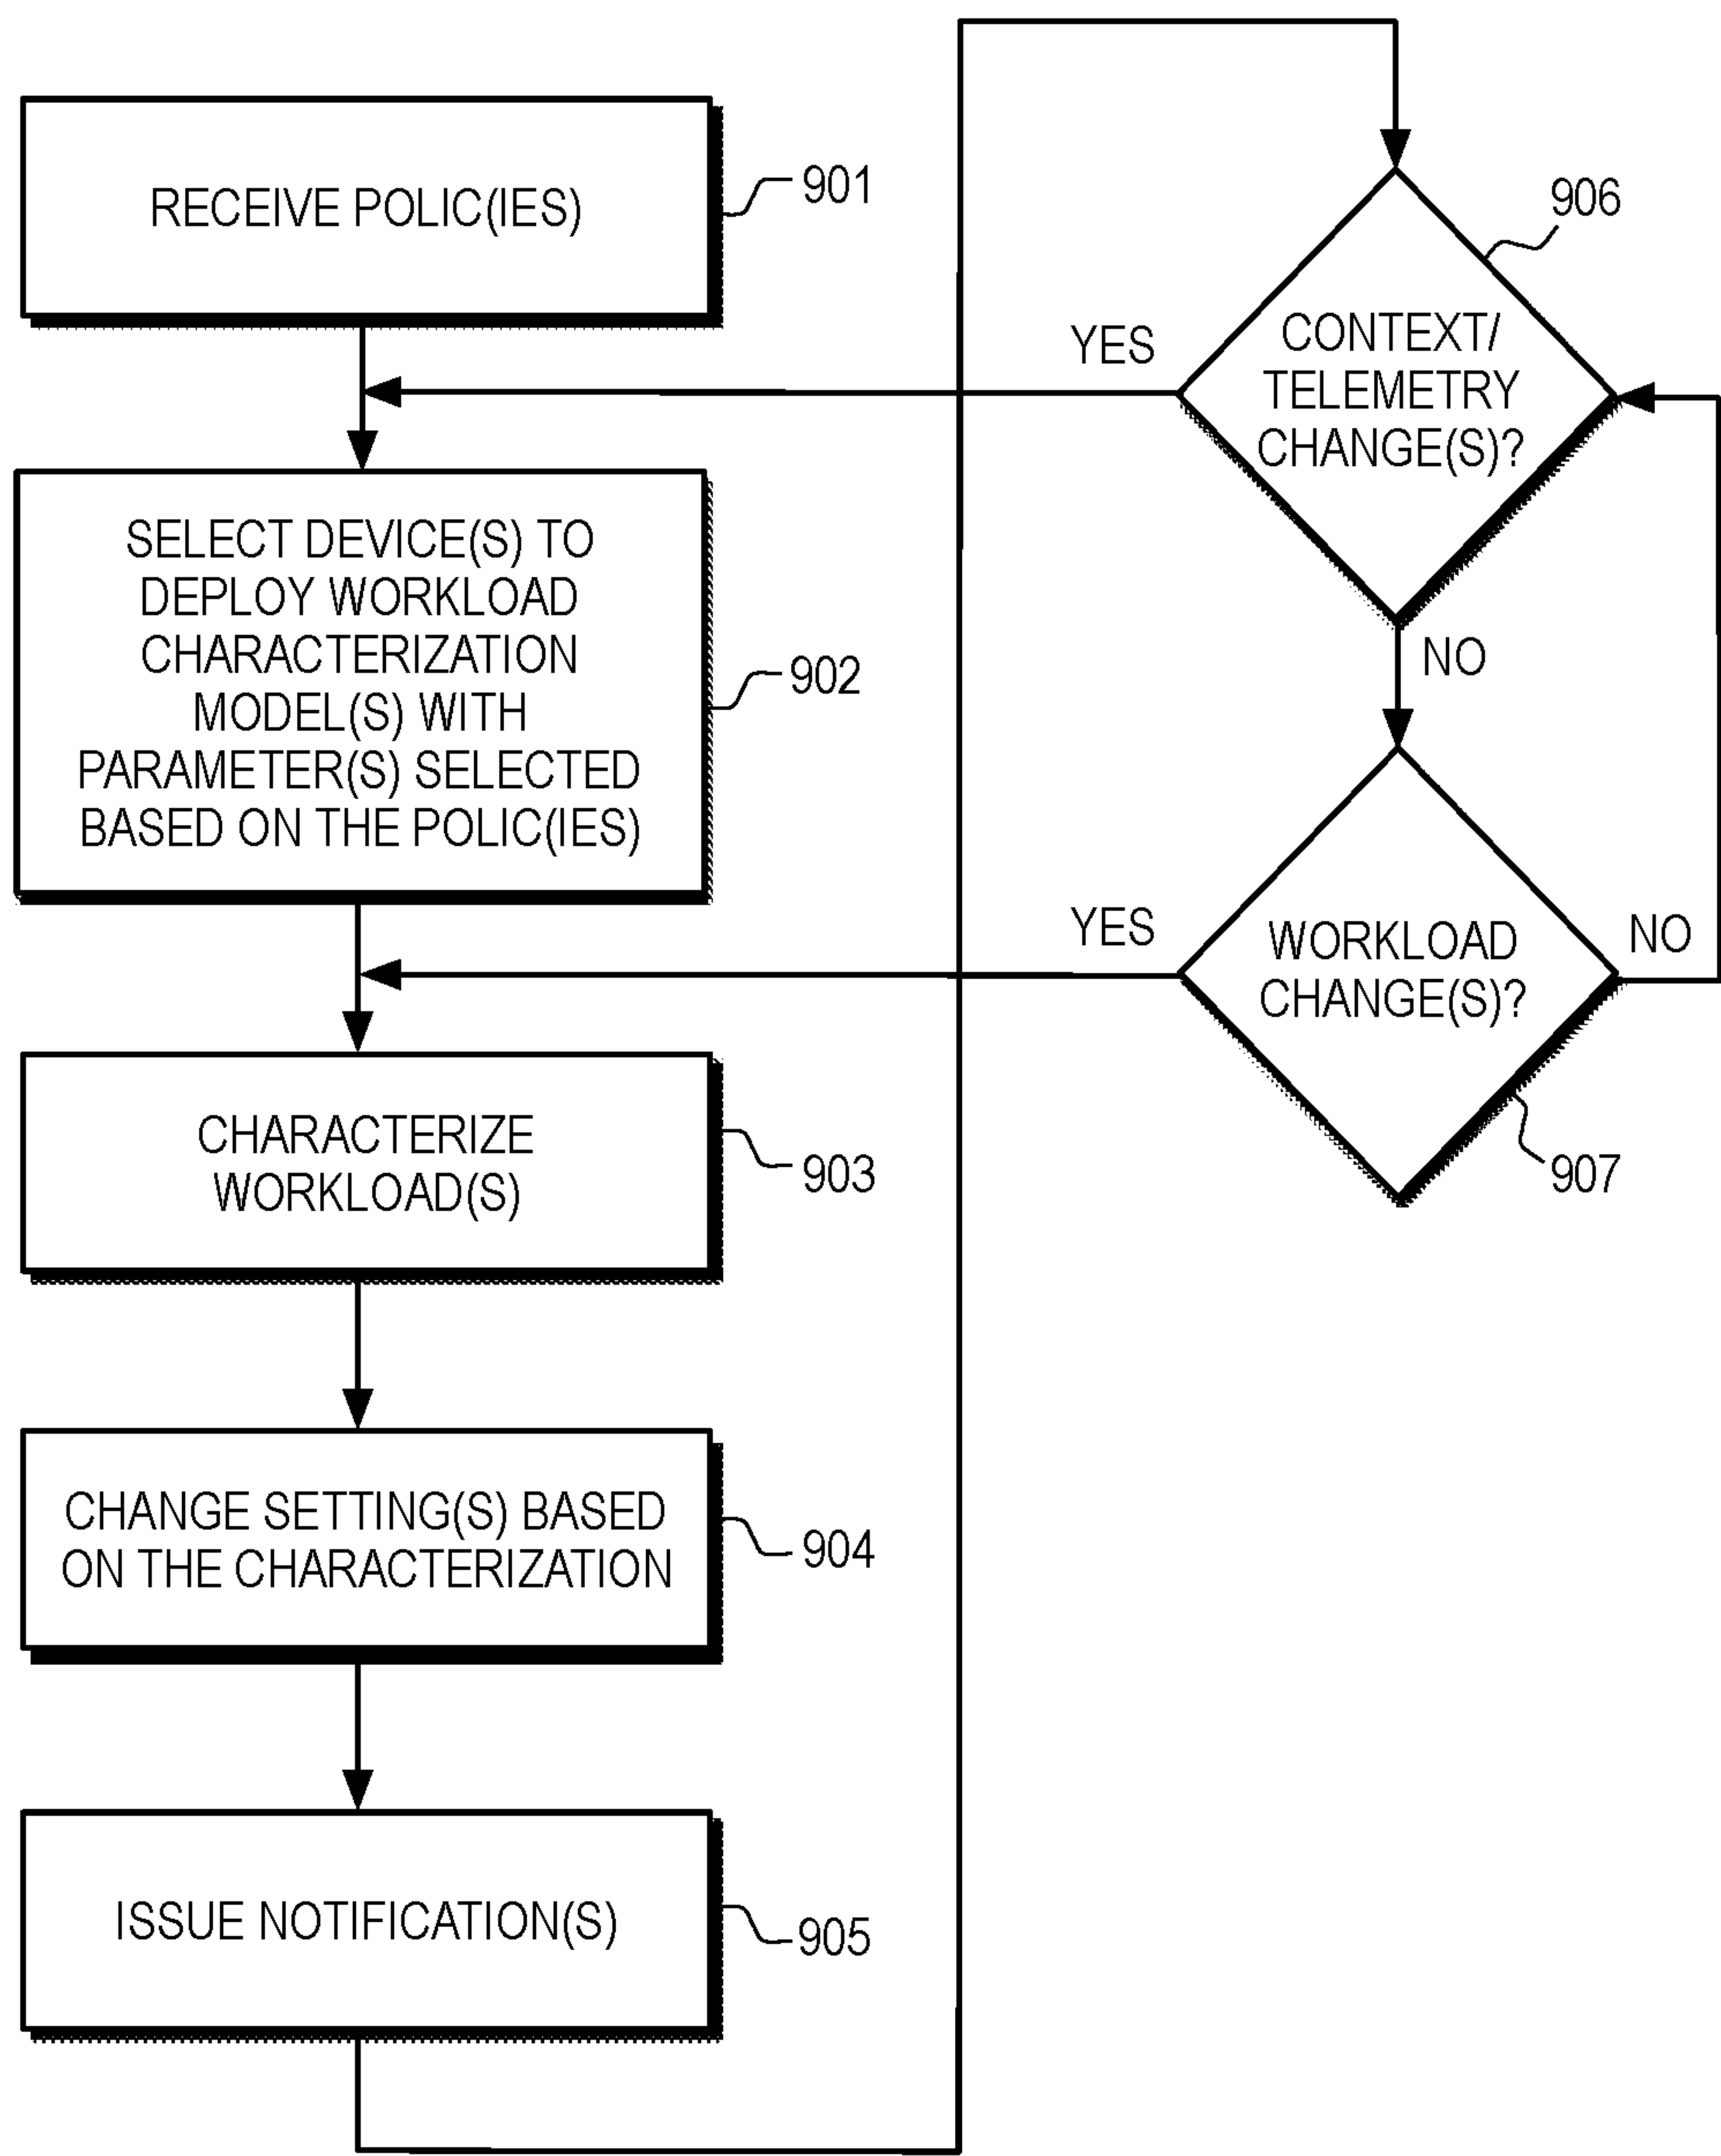 RECEIVE POLIC(IES)
901
SELECT DEVICE(S) TO
DEPLOY WORKLOAD
CHARACTERIZATION
MODEL(S) WITH
PARAMETER(S) SELECTED
BASED ON THE POLIC(IES)
902
CHARACTERIZE
WORKLOAD(S)
903
CHANGE SETTING(S) BASED
ON THE CHARACTERIZATION
904
ISSUE NOTIFICATION(S)
905
906
CONTEXT/
TELEMETRY
CHANGE(S)?
YES
NO
WORKLOAD
CHANGE(S)?
YES
NO
907